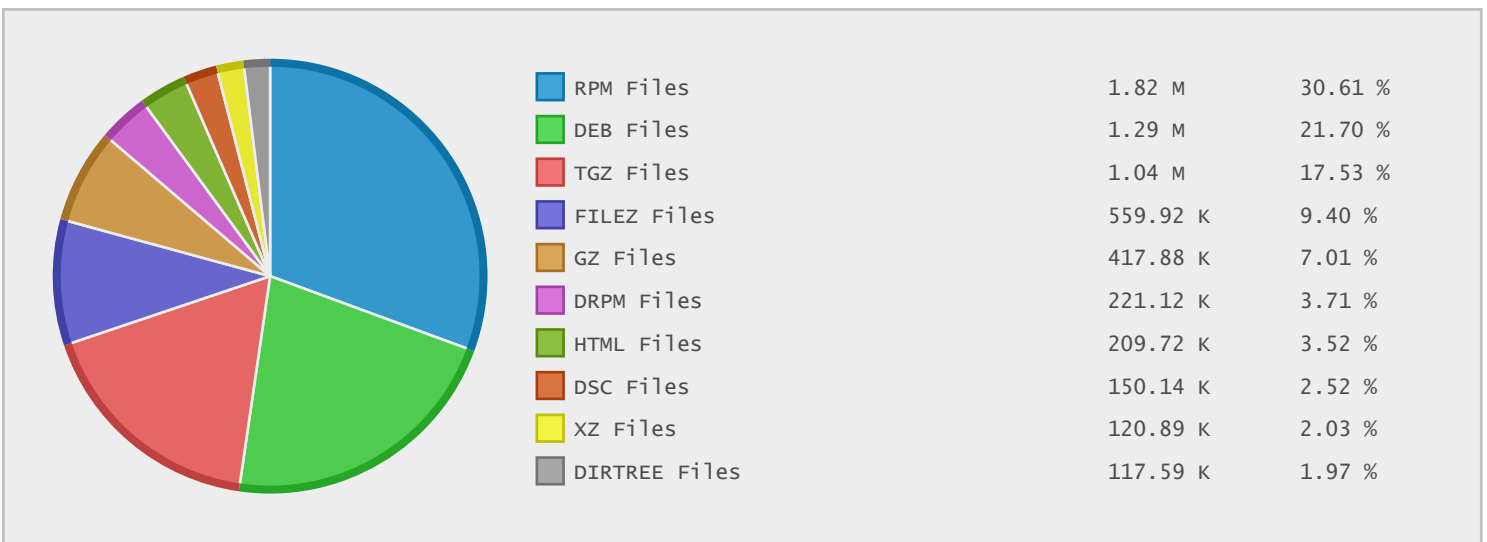 RPM Files 1.82 M 30.61 %
DEB Files 1.29 M 21.70 %
TGZ Files 1.04 M 17.53 %
FILEZ Files 559.92 K 9.40 %
GZ Files 417.88 K 7.01 %
DRPM Files 221.12 K 3.71 %
HTML Files 209.72 K 3.52 %
DSC Files 150.14 K 2.52 %
XZ Files 120.89 K 2.03 %
DIRTREE Files 117.59 K 1.97 %